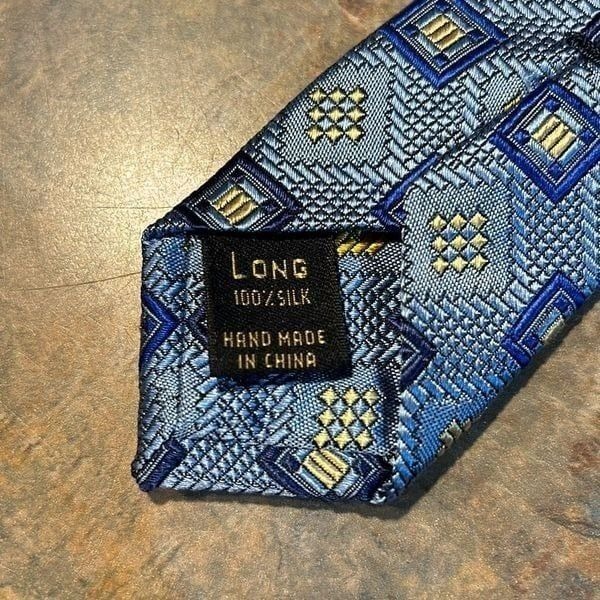 LONG
100% SILK
HAND MADE
IN CHINA